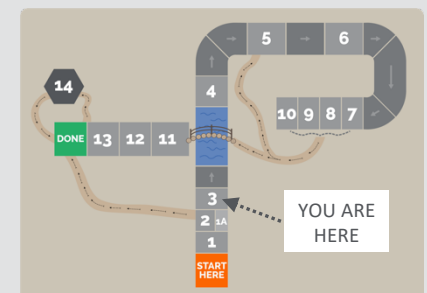 5
6
14
4
10 9 8 7
DONE 13 12 11
3
2 1A
1
START
HERE
YOU ARE
HERE